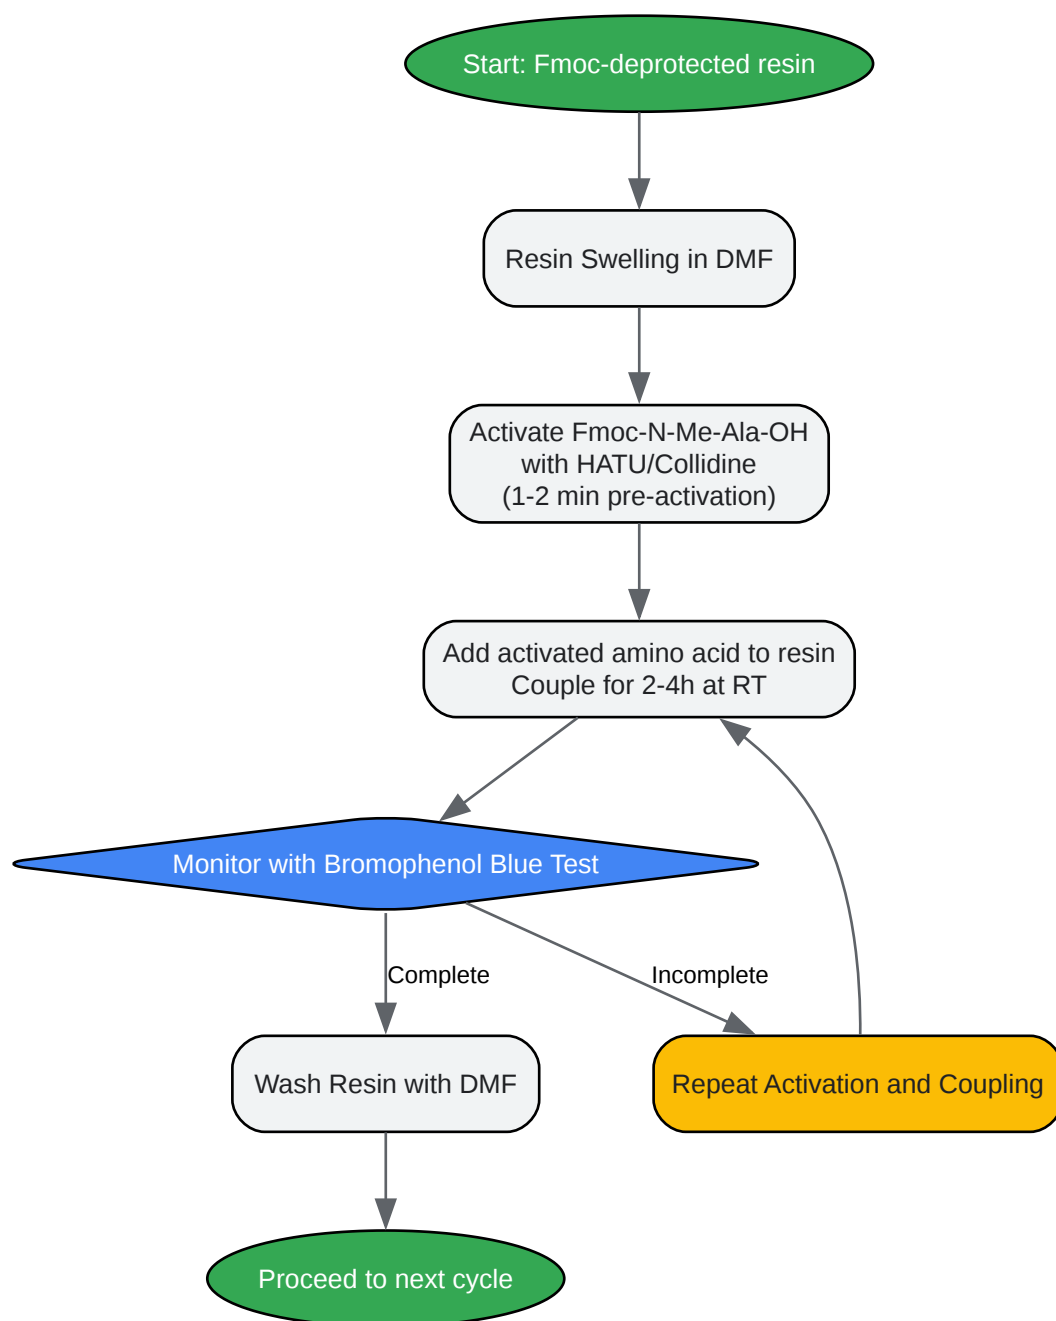 Start: Fmoc-deprotected resin
Resin Swelling in DMF
Activate Fmoc-N-Me-Ala-OH
with HATU/Collidine
(1-2 min pre-activation)
Add activated amino acid to resin
Couple for 2-4h at RT
Monitor with Bromophenol Blue Test
Complete
Incomplete
Wash Resin with DMF
Repeat Activation and Coupling
Proceed to next cycle